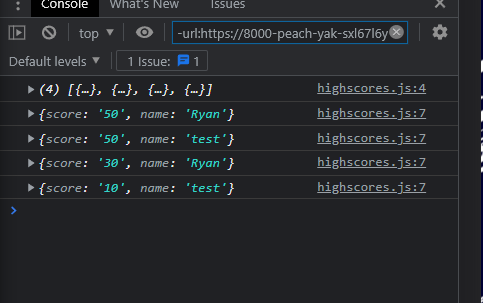 Console What's New Issues
top -url:https://8000-peach-yak-sxl67l6y
Default levels 1 Issue: 1
(4) [{…}, {…}, {…}, {…}] highscores.js:4
{score: '50', name: 'Ryan'} highscores.js:7
{score: '50', name: 'test'} highscores.js:7
{score: '30', name: 'Ryan'} highscores.js:7
{score: '10', name: 'test'} highscores.js:7